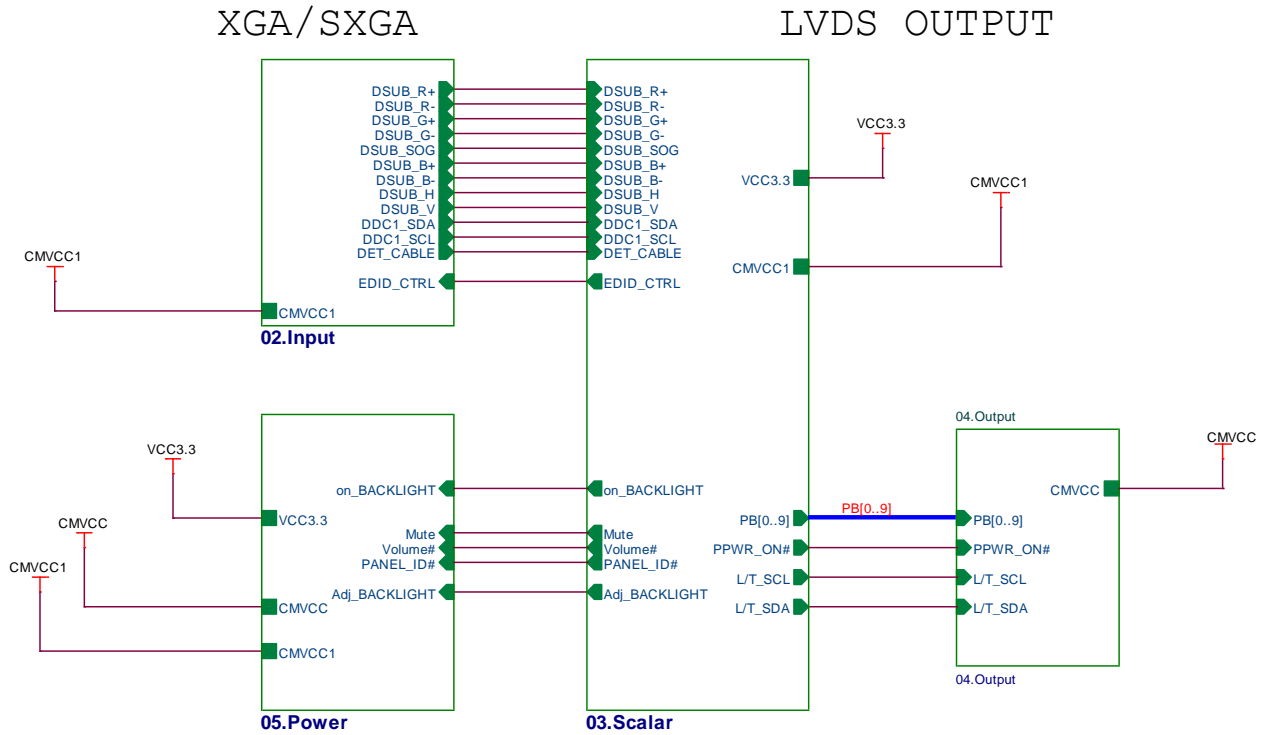 XGA/SXGA
LVDS OUTPUT
DSUB_R+
DSUB_R-
DSUB_G+
DSUB_G-
DSUB_SOG
DSUB_B+
DSUB_B-
DSUB_H
DSUB_V
DDC1_SDA
DDC1_SCL
DET_CABLE
EDID_CTRL
CMVCC1
CMVCC1
02.Input
DSUB_R+
DSUB_R-
DSUB_G+
DSUB_G-
DSUB_SOG
DSUB_B+
DSUB_B-
DSUB_H
DSUB_V
DDC1_SDA
DDC1_SCL
DET_CABLE
EDID_CTRL
VCC3.3
VCC3.3
CMVCC1
CMVCC1
VCC3.3
CMVCC
CMVCC1
VCC3.3
CMVCC
CMVCC1
on_BACKLIGHT
Mute
Volume#
PANEL_ID#
Adj_BACKLIGHT
05.Power
on_BACKLIGHT
Mute
Volume#
PANEL_ID#
Adj_BACKLIGHT
PB[0..9]
PPWR_ON#
L/T_SCL
L/T_SDA
03.Scalar
PB[0..9]
04.Output
CMVCC
CMVCC
PB[0..9]
PPWR_ON#
L/T_SCL
L/T_SDA
04.Output